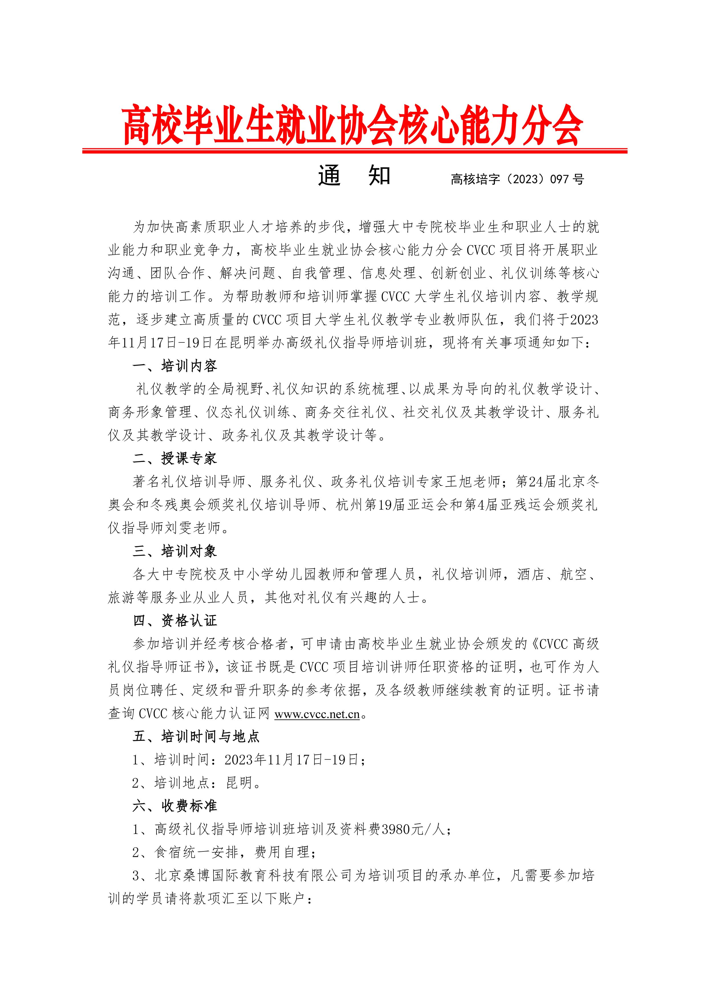 高校毕业生就业协会核心能力分会
通 知 高核培字（2023）097 号
为加快高素质职业人才培养的步伐，增强大中专院校毕业生和职业人士的就
业能力和职业竞争力，高校毕业生就业协会核心能力分会 CVCC 项目将开展职业
沟通、团队合作、解决问题、自我管理、信息处理、创新创业、礼仪训练等核心
能力的培训工作。为帮助教师和培训师掌握 CVCC 大学生礼仪培训内容、教学规
范，逐步建立高质量的 CVCC 项目大学生礼仪教学专业教师队伍，我们将于2023
年11月17日-19日在昆明举办高级礼仪指导师培训班，现将有关事项通知如下：
一、培训内容
礼仪教学的全局视野、礼仪知识的系统梳理、以成果为导向的礼仪教学设计、
商务形象管理、仪态礼仪训练、商务交往礼仪、社交礼仪及其教学设计、服务礼
仪及其教学设计、政务礼仪及其教学设计等。
二、授课专家
著名礼仪培训导师、服务礼仪、政务礼仪培训专家王旭老师；第24届北京冬
奥会和冬残奥会颁奖礼仪培训导师、杭州第19届亚运会和第4届亚残运会颁奖礼
仪指导师刘雯老师。
三、培训对象
各大中专院校及中小学幼儿园教师和管理人员，礼仪培训师，酒店、航空、
旅游等服务业从业人员，其他对礼仪有兴趣的人士。
四、资格认证
参加培训并经考核合格者，可申请由高校毕业生就业协会颁发的《CVCC 高级
礼仪指导师证书》，该证书既是 CVCC 项目培训讲师任职资格的证明，也可作为人
员岗位聘任、定级和晋升职务的参考依据，及各级教师继续教育的证明。证书请
查询 CVCC 核心能力认证网 www.cvcc.net.cn。
五、培训时间与地点
1、培训时间：2023年11月17日-19日；
2、培训地点：昆明。
六、收费标准
1、高级礼仪指导师培训班培训及资料费3980元/人；
2、食宿统一安排，费用自理；
3、北京桑博国际教育科技有限公司为培训项目的承办单位，凡需要参加培
训的学员请将款项汇至以下账户：